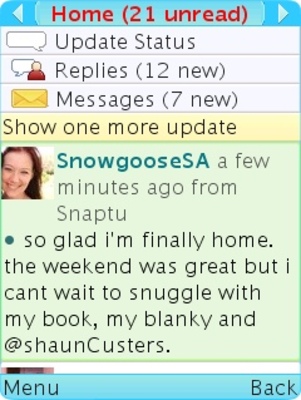 Home (21 unread)
Update Status
Replies (12 new)
Messages (7 new)
Show one more update
SnowgooseSA a few
minutes ago from
Snaptu
• so glad i'm finally home.
the weekend was great but i
cant wait to snuggle with
my book, my blanky and
@shaunCusters.
Menu Back